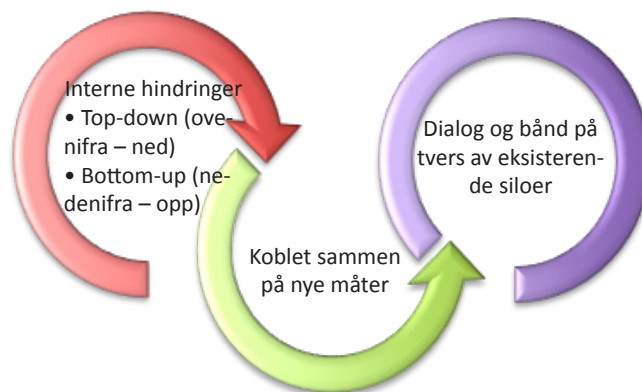 Interne hindringer
• Top-down (ove-
nifra – ned)
• Bottom-up (ne-
denifra – opp)
Koblet sammen
på nye måter
Dialog og bånd på
tvers av eksisteren-
de siloer